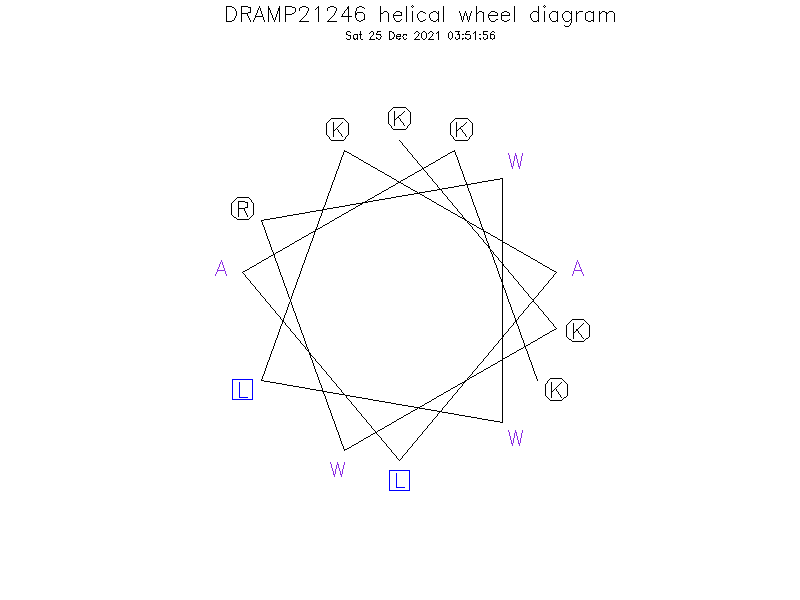 DRAMP21246 helical wheel diagram
Sat 25 Dec 2021 03:51:56
K K K
W
R
A A
K
L K
W
W
L